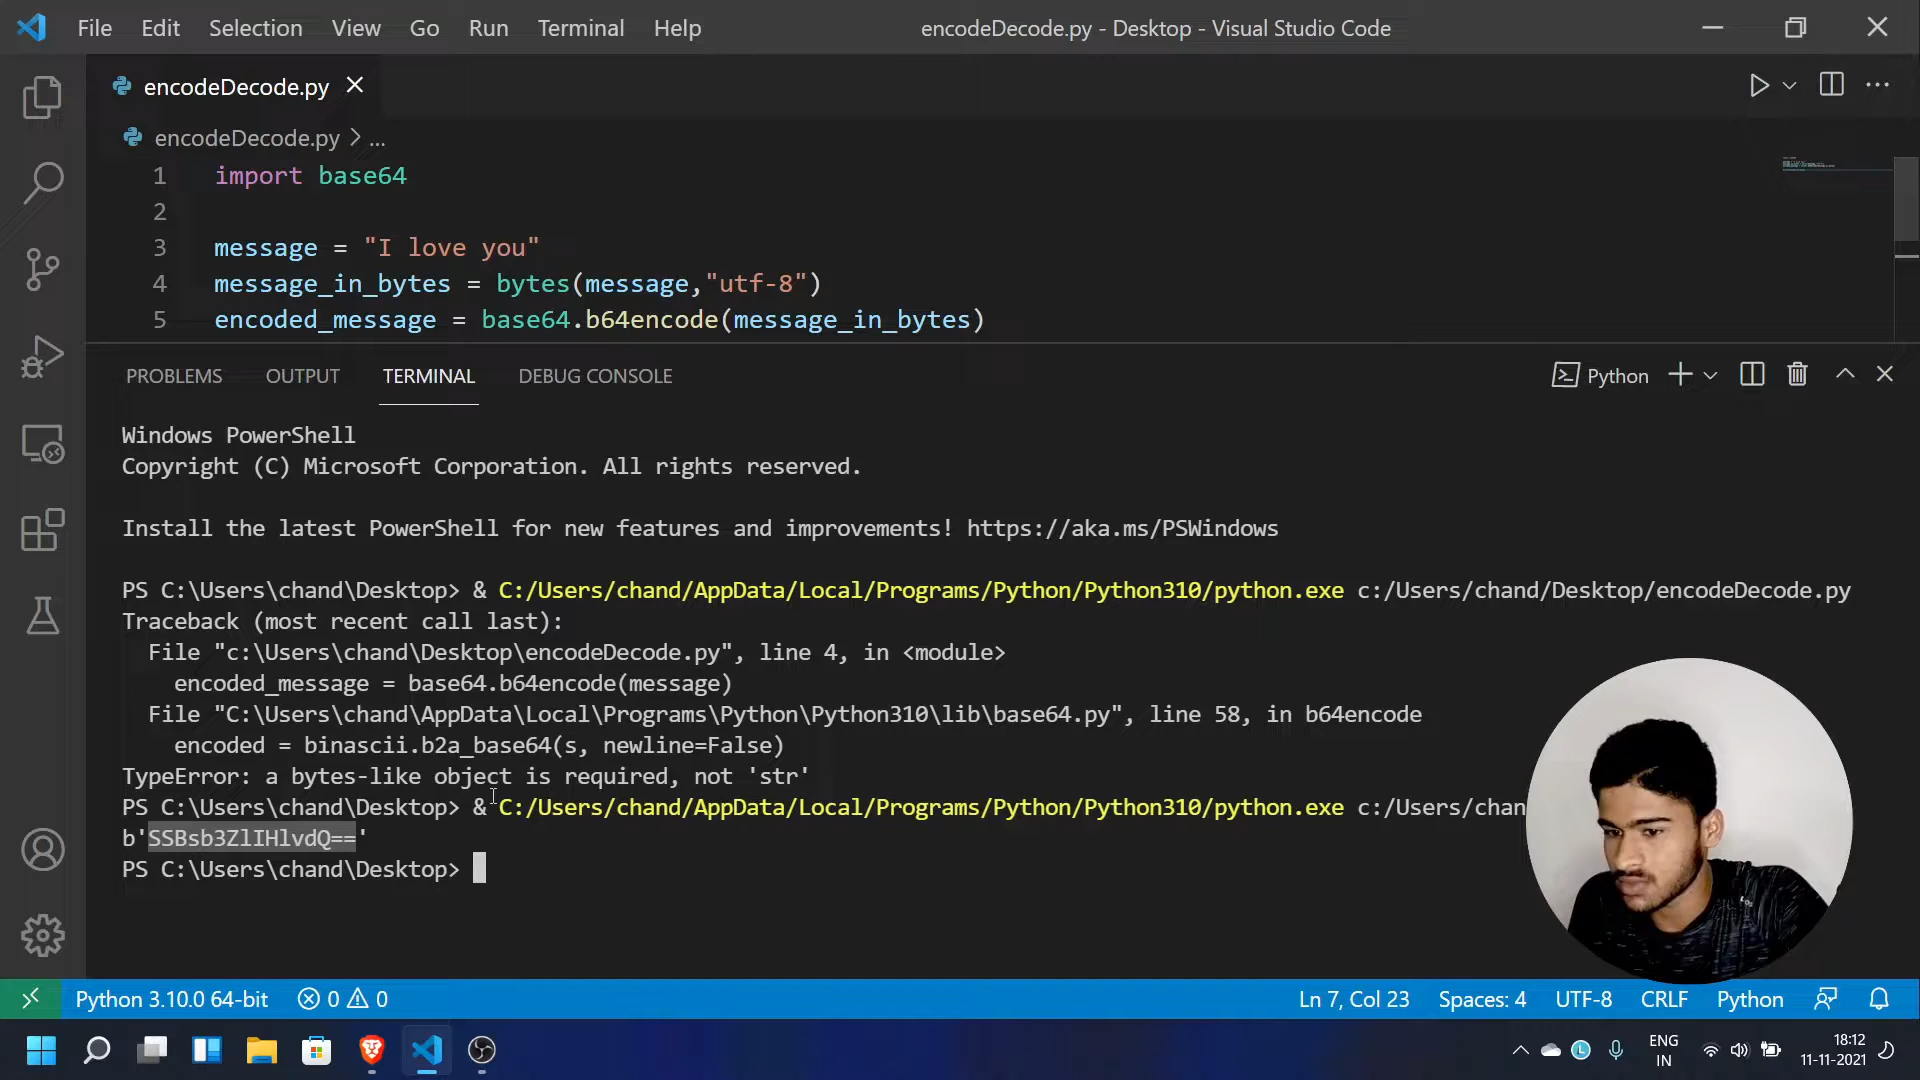 File Edit Selection View Go Run Terminal Help encodeDecode.py - Desktop - Visual Studio Code
encodeDecode.py
encodeDecode.py > ...
1 import base64
2
3 message = "I love you"
4 message_in_bytes = bytes(message,"utf-8")
5 encoded_message = base64.b64encode(message_in_bytes)
PROBLEMS OUTPUT TERMINAL DEBUG CONSOLE Python
Windows PowerShell
Copyright (C) Microsoft Corporation. All rights reserved.
Install the latest PowerShell for new features and improvements! https://aka.ms/PSWindows
PS C:\Users\chand\Desktop> & C:/Users/chand/AppData/Local/Programs/Python/Python310/python.exe c:/Users/chand/Desktop/encodeDecode.py
Traceback (most recent call last):
File "c:\Users\chand\Desktop\encodeDecode.py", line 4, in <module>
encoded_message = base64.b64encode(message)
File "C:\Users\chand\AppData\Local\Programs\Python\Python310\lib\base64.py", line 58, in b64encode
encoded = binascii.b2a_base64(s, newline=False)
TypeError: a bytes-like object is required, not 'str'
PS C:\Users\chand\Desktop> & C:/Users/chand/AppData/Local/Programs/Python/Python310/python.exe c:/Users/chan
b'SSBsb3ZlIHlvdQ=='
PS C:\Users\chand\Desktop>
Python 3.10.0 64-bit 0 0 Ln 7, Col 23 Spaces: 4 UTF-8 CRLF Python
ENG 18:12
IN 11-11-2021